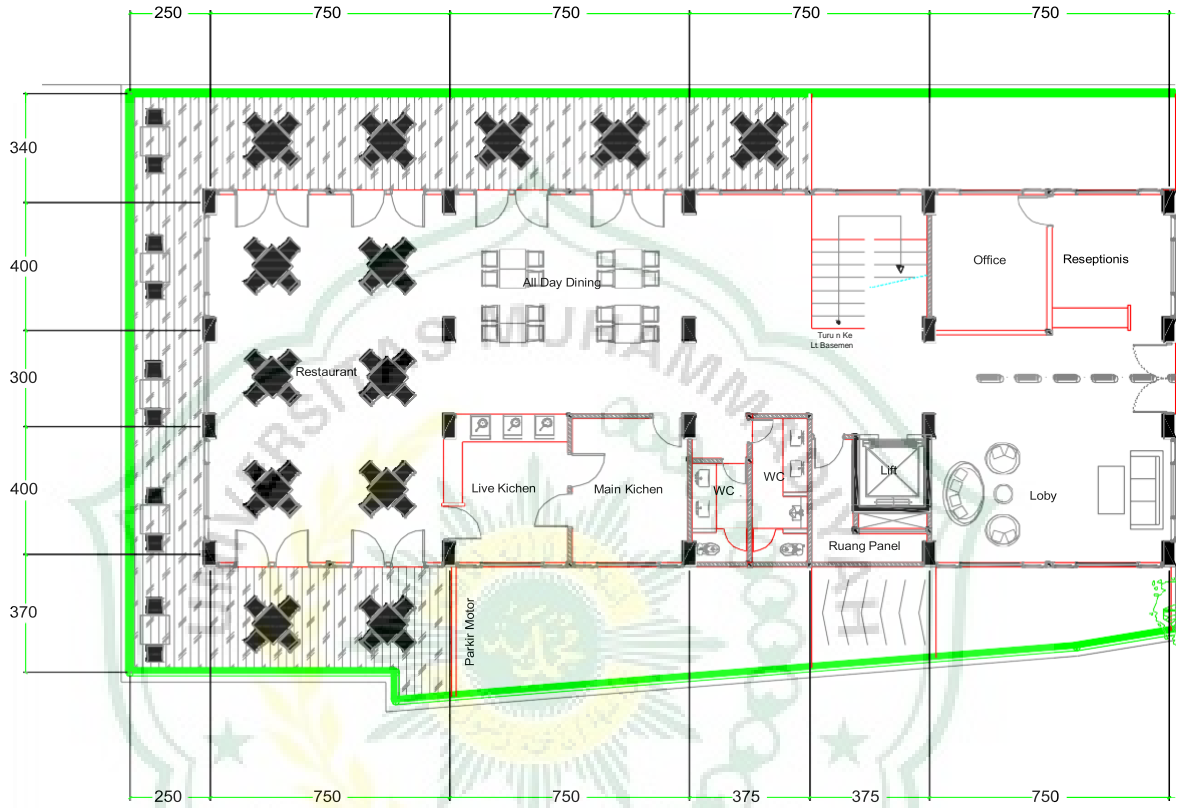 250 750 750 750 750
340
400
300
400
370
Office
Reseptionis
All Day Dining
Turu n Ke
Lt Basemen
Restaurant
Lift
Live Kichen
Main Kichen
WC
WC
Loby
Ruang Panel
Parkir Motor
UNIVERSITAS MUHAMMADIYAH
250 750 750 375 375 750